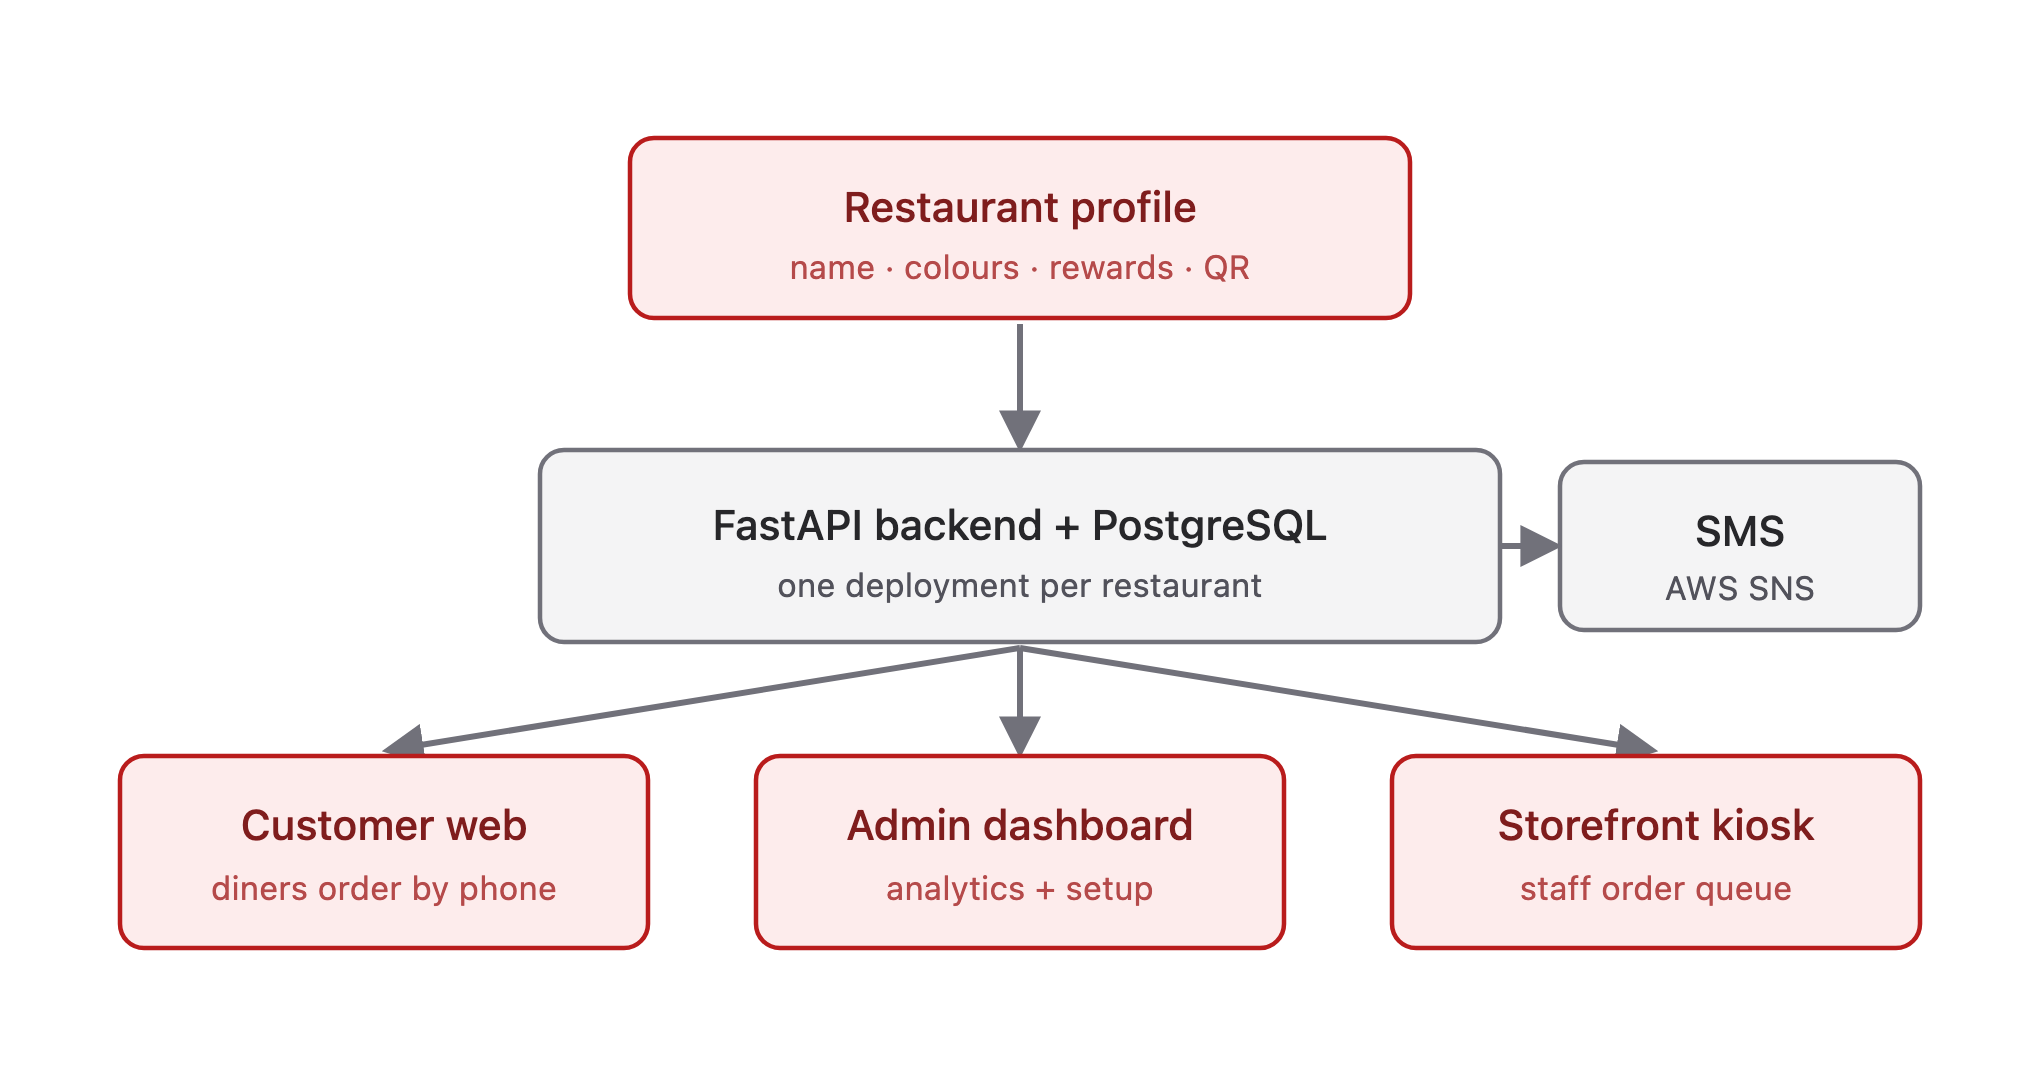 Restaurant profile
name · colours · rewards · QR
FastAPI backend + PostgreSQL
one deployment per restaurant
SMS
AWS SNS
Customer web
diners order by phone
Admin dashboard
analytics + setup
Storefront kiosk
staff order queue